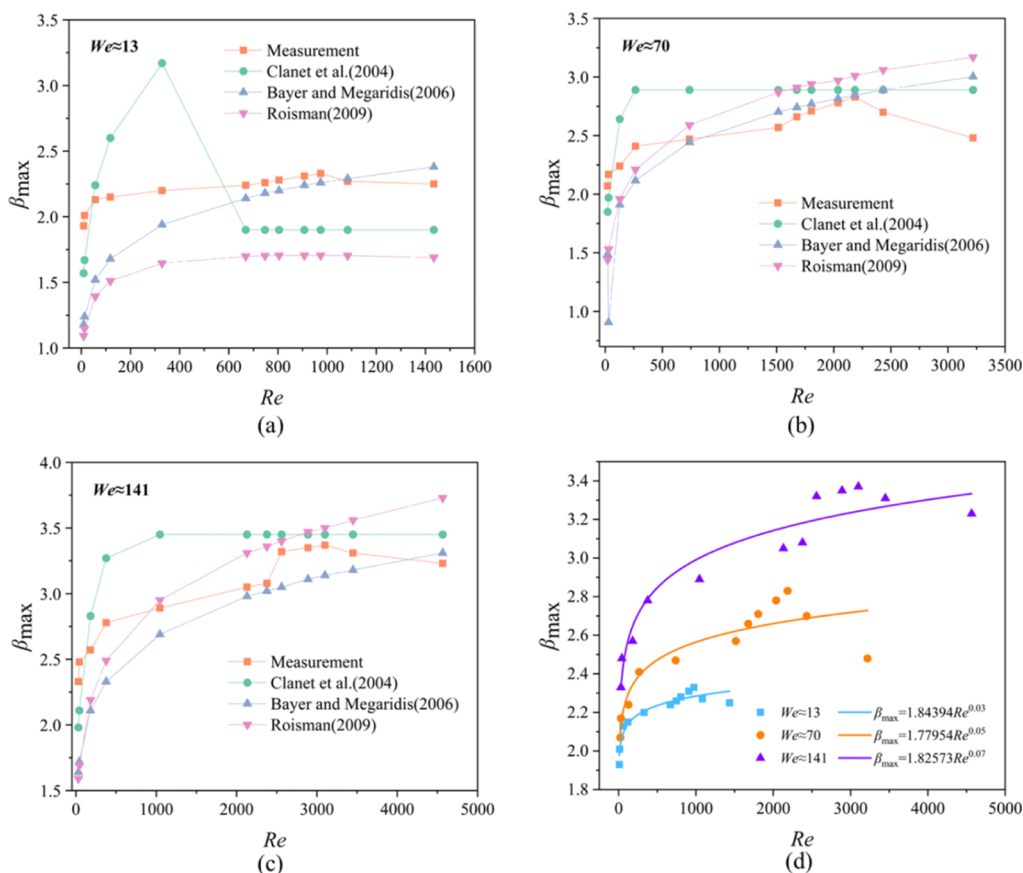 We≈13
Measurement
Clanet et al.(2004)
Bayer and Megaridis(2006)
Roisman(2009)
3.5
3.0
2.5
2.0
1.5
1.0
βmax
0 200 400 600 800 1000 1200 1400 1600
Re
(a)
We≈70
3.5
3.0
2.5
2.0
1.5
1.0
βmax
Measurement
Clanet et al.(2004)
Bayer and Megaridis(2006)
Roisman(2009)
0 500 1000 1500 2000 2500 3000 3500
Re
(b)
We≈141
4.0
3.5
3.0
2.5
2.0
1.5
βmax
Measurement
Clanet et al.(2004)
Bayer and Megaridis(2006)
Roisman(2009)
0 1000 2000 3000 4000 5000
Re
(c)
3.4
3.2
3.0
2.8
2.6
2.4
2.2
2.0
1.8
βmax
We≈13 βmax=1.84394Re^0.03
We≈70 βmax=1.77954Re^0.05
We≈141 βmax=1.82573Re^0.07
0 1000 2000 3000 4000 5000
Re
(d)